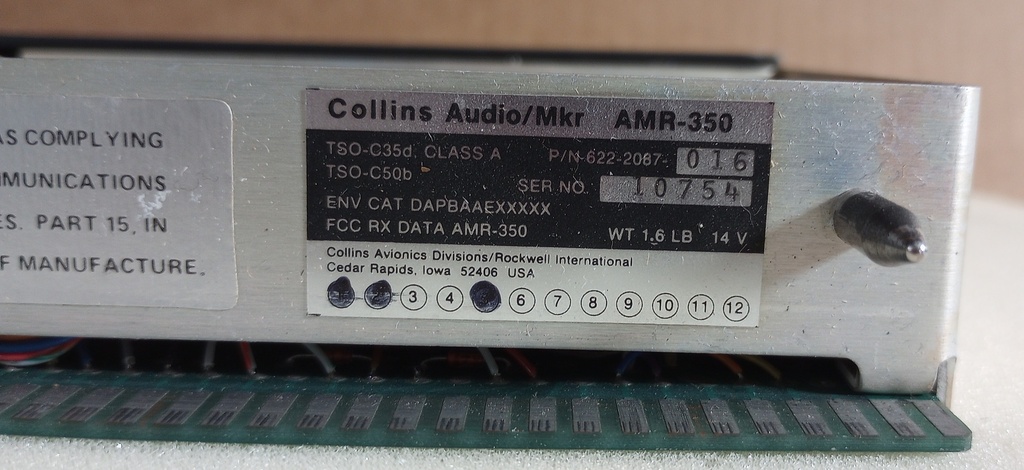 AS COMPLYING
MMUNICATIONS
ES. PART 15, IN
F MANUFACTURE.
Collins Audio/Mkr AMR-350
TSO-C35d CLASS A P/N-622-2087- 016
TSO-C50b
SER NO. 10754
ENV CAT DAPBAAEXXXXX
FCC RX DATA AMR-350 WT 1.6 LB 14 V
Collins Avionics Divisions/Rockwell International
Cedar Rapids, Iowa 52406 USA
3 4 6 7 8 9 10 11 12